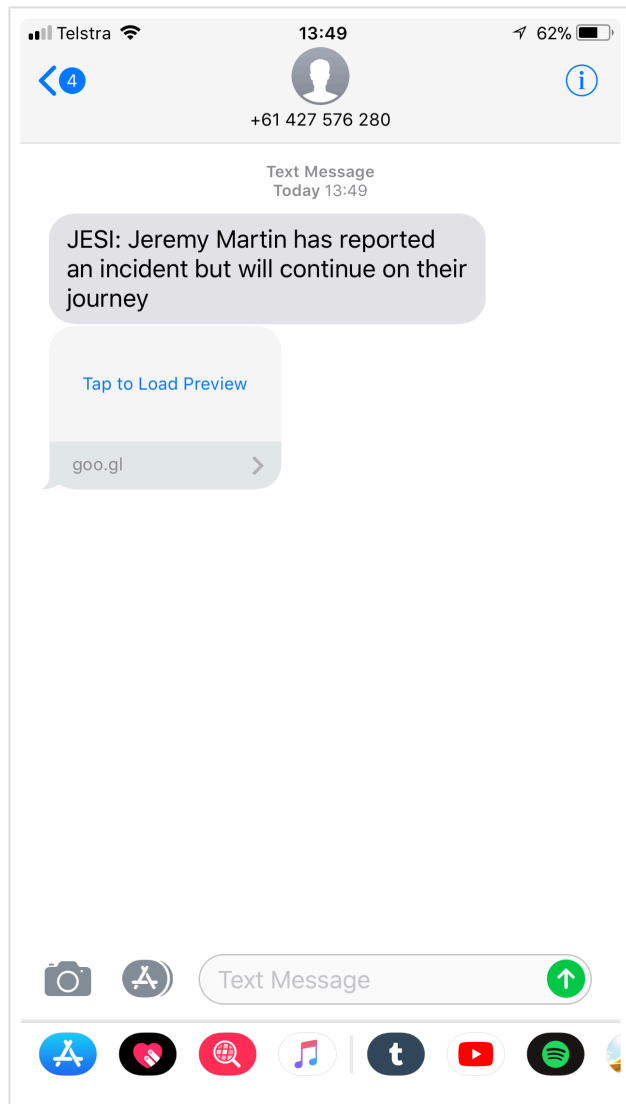 Telstra 13:49 62%
4
+61 427 576 280
Text Message
Today 13:49
JESI: Jeremy Martin has reported
an incident but will continue on their
journey
Tap to Load Preview
goo.gl
Text Message